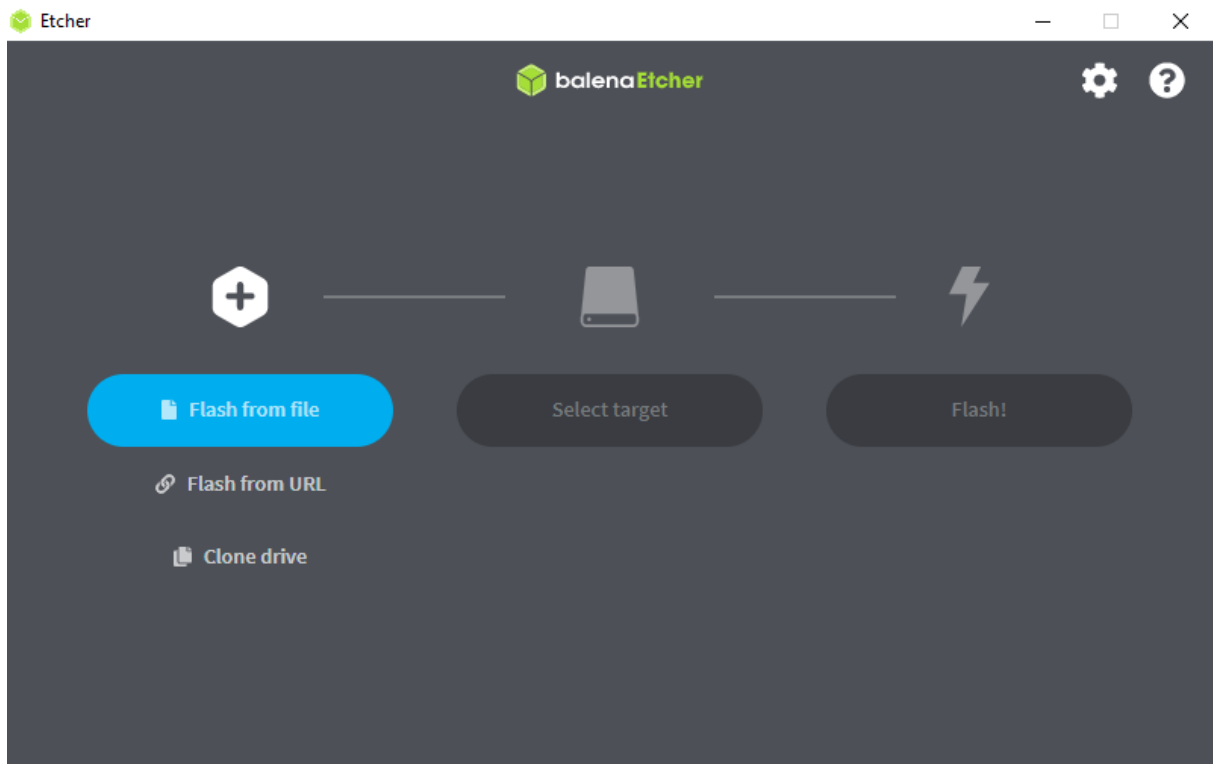 Etcher
balenaEtcher
Flash from file
Select target
Flash!
Flash from URL
Clone drive